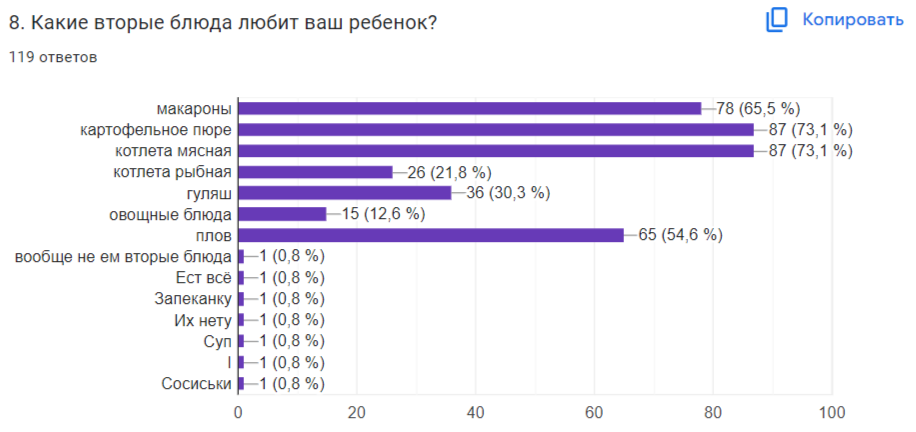 8. Какие вторые блюда любит ваш ребенок?
Копировать
119 ответов
макароны 78 (65,5 %)
картофельное пюре 87 (73,1 %)
котлета мясная 87 (73,1 %)
котлета рыбная 26 (21,8 %)
гуляш 36 (30,3 %)
овощные блюда 15 (12,6 %)
плов 65 (54,6 %)
вообще не ем вторые блюда 1 (0,8 %)
Ест всё 1 (0,8 %)
Запеканку 1 (0,8 %)
Их нету 1 (0,8 %)
Суп 1 (0,8 %)
I 1 (0,8 %)
Сосиськи 1 (0,8 %)
0 20 40 60 80 100